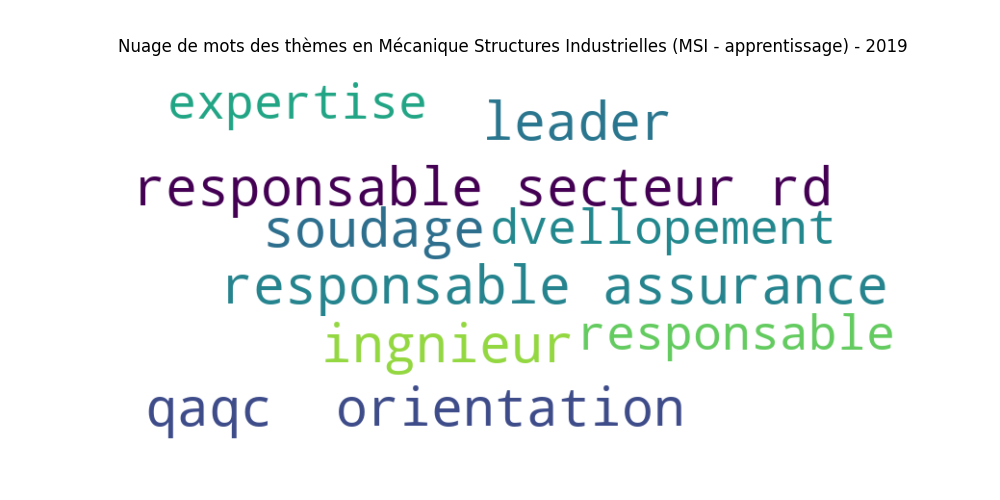 Nuage de mots des thèmes en Mécanique Structures Industrielles (MSI - apprentissage) - 2019
expertise
leader
responsable secteur rd
soudage dvellopement
responsable assurance
ingnieur responsable
qaqc orientation